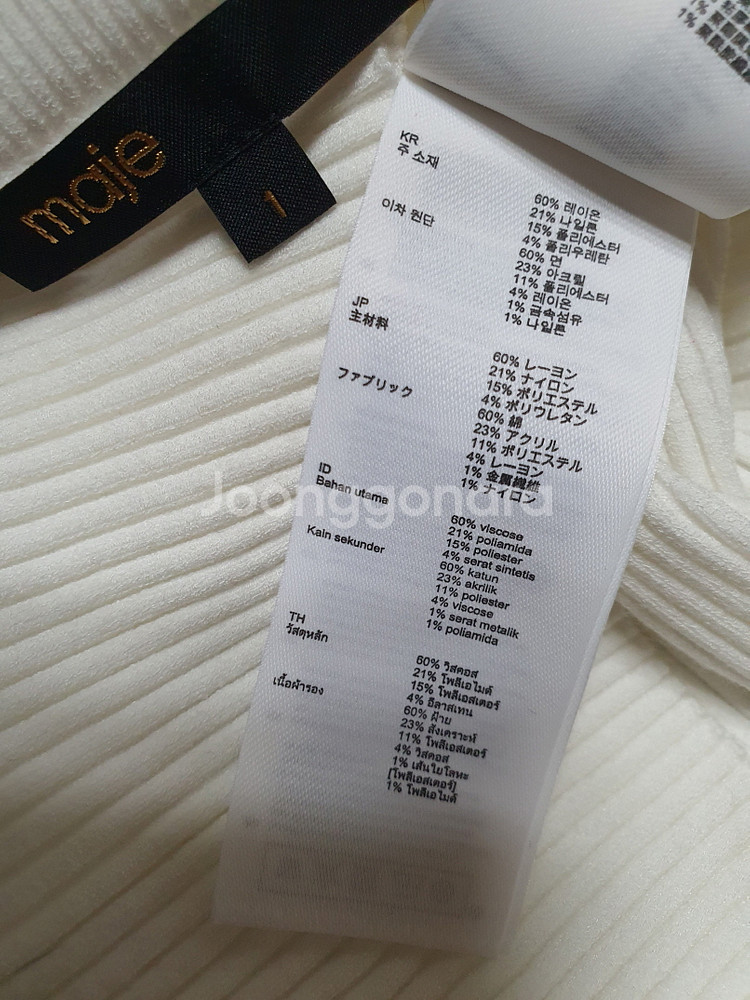 maje
1
1%
KR
주 소재
60% 레이온
21% 나일론
15% 폴리에스터
4% 폴리우레탄
이차 원단
60% 면
23% 아크릴
11% 폴리에스터
4% 레이온
1% 금속섬유
1% 나일론
JP
主材料
60% レーヨン
21% ナイロン
15% ポリエステル
4% ポリウレタン
ファブリック
60% 綿
23% アクリル
11% ポリエステル
4% レーヨン
1% 金属繊維
1% ナイロン
ID
Bahan utama
60% viscose
21% poliamida
15% poliester
4% serat sintetis
Kain sekunder
60% katun
23% akrilik
11% poliester
4% viscose
1% serat metalik
1% poliamida
TH
วัสดุหลัก
60% วิสคอส
21% โพลีเอไมด์
15% โพลีเอสเตอร์
4% อีลาสเทน
เนื้อผ้ารอง
60% ฝ้าย
23% สังเคราะห์
11% โพลีเอสเตอร์
4% วิสคอส
1% เส้นใยโลหะ
[โพลีเอสเตอร์]
1% โพลีเอไมด์
Joonggonara